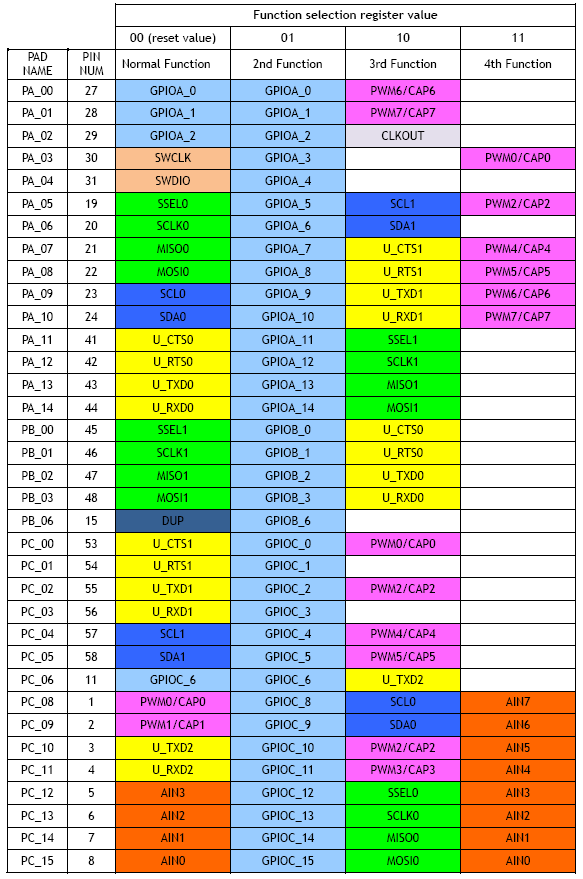 Function selection register value
00 (reset value) 01 10 11
PAD NAME PIN NUM Normal Function 2nd Function 3rd Function 4th Function
PA_00 27 GPIOA_0 GPIOA_0 PWM6/CAP6
PA_01 28 GPIOA_1 GPIOA_1 PWM7/CAP7
PA_02 29 GPIOA_2 GPIOA_2 CLKOUT
PA_03 30 SWCLK GPIOA_3 PWM0/CAP0
PA_04 31 SWDIO GPIOA_4
PA_05 19 SSEL0 GPIOA_5 SCL1 PWM2/CAP2
PA_06 20 SCLK0 GPIOA_6 SDA1
PA_07 21 MISO0 GPIOA_7 U_CTS1 PWM4/CAP4
PA_08 22 MOSI0 GPIOA_8 U_RTS1 PWM5/CAP5
PA_09 23 SCL0 GPIOA_9 U_TXD1 PWM6/CAP6
PA_10 24 SDA0 GPIOA_10 U_RXD1 PWM7/CAP7
PA_11 41 U_CTS0 GPIOA_11 SSEL1
PA_12 42 U_RTS0 GPIOA_12 SCLK1
PA_13 43 U_TXD0 GPIOA_13 MISO1
PA_14 44 U_RXD0 GPIOA_14 MOSI1
PB_00 45 SSEL1 GPIOB_0 U_CTS0
PB_01 46 SCLK1 GPIOB_1 U_RTS0
PB_02 47 MISO1 GPIOB_2 U_TXD0
PB_03 48 MOSI1 GPIOB_3 U_RXD0
PB_06 15 DUP GPIOB_6
PC_00 53 U_CTS1 GPIOC_0 PWM0/CAP0
PC_01 54 U_RTS1 GPIOC_1
PC_02 55 U_TXD1 GPIOC_2 PWM2/CAP2
PC_03 56 U_RXD1 GPIOC_3
PC_04 57 SCL1 GPIOC_4 PWM4/CAP4
PC_05 58 SDA1 GPIOC_5 PWM5/CAP5
PC_06 11 GPIOC_6 GPIOC_6 U_TXD2
PC_08 1 PWM0/CAP0 GPIOC_8 SCL0 AIN7
PC_09 2 PWM1/CAP1 GPIOC_9 SDA0 AIN6
PC_10 3 U_TXD2 GPIOC_10 PWM2/CAP2 AIN5
PC_11 4 U_RXD2 GPIOC_11 PWM3/CAP3 AIN4
PC_12 5 AIN3 GPIOC_12 SSEL0 AIN3
PC_13 6 AIN2 GPIOC_13 SCLK0 AIN2
PC_14 7 AIN1 GPIOC_14 MISO0 AIN1
PC_15 8 AIN0 GPIOC_15 MOSI0 AIN0